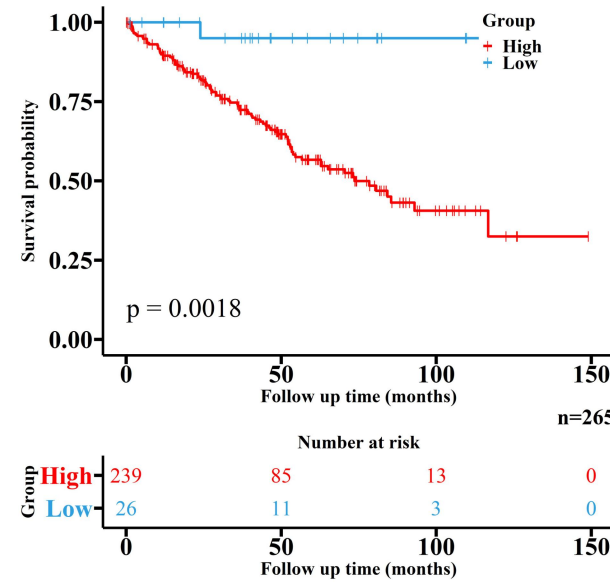 Group
High
Low
Survival probability
1.00
0.75
0.50
0.25
0.00
p = 0.0018
0 50 100 150
Follow up time (months)
n=265
Number at risk
Group
High 239 85 13 0
Low 26 11 3 0
0 50 100 150
Follow up time (months)